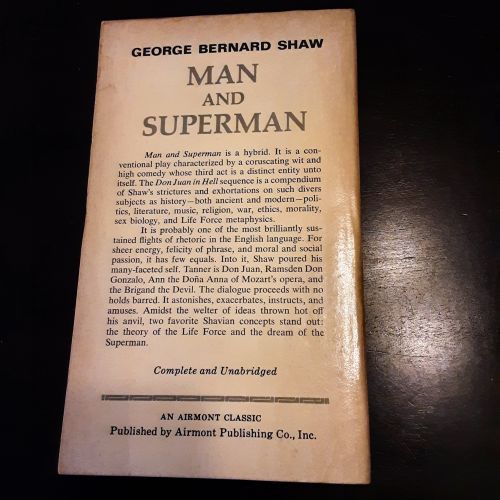 GEORGE BERNARD SHAW
MAN
AND
SUPERMAN
Man and Superman is a hybrid. It is a con-
ventional play characterized by a coruscating wit and
high comedy whose third act is a distinct entity unto
itself. The Don Juan in Hell sequence is a compendium
of Shaw's strictures and exhortations on such divers
subjects as history—both ancient and modern—poli-
tics, literature, music, religion, war, ethics, morality,
sex biology, and Life Force metaphysics.
It is probably one of the most brilliantly sus-
tained flights of rhetoric in the English language. For
sheer energy, felicity of phrase, and moral and social
passion, it has few equals. Into it, Shaw poured his
many-faceted self. Tanner is Don Juan, Ramsden Don
Gonzalo, Ann the Doña Anna of Mozart's opera, and
the Brigand the Devil. The dialogue proceeds with no
holds barred. It astonishes, exacerbates, instructs, and
amuses. Amidst the welter of ideas thrown hot off
his anvil, two favorite Shavian concepts stand out:
the theory of the Life Force and the dream of the
Superman.
Complete and Unabridged
AN AIRMONT CLASSIC
Published by Airmont Publishing Co., Inc.